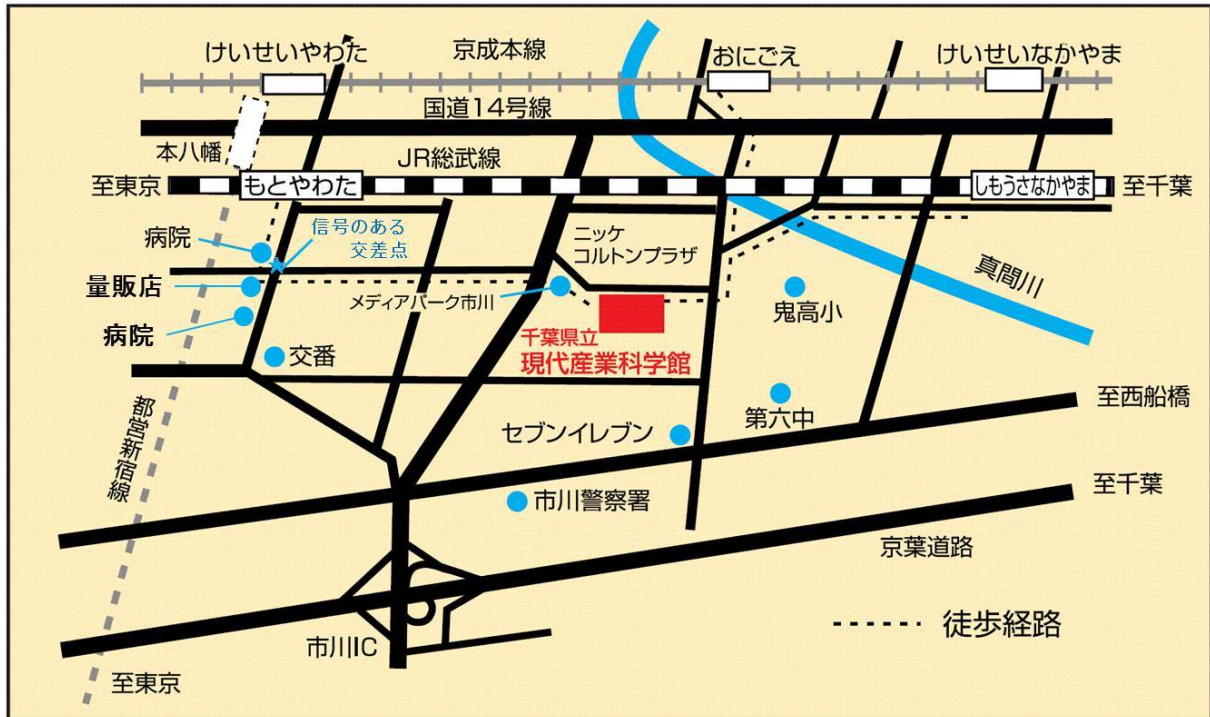 けいせいやわた
京成本線
おにごえ
けいせいなかやま
国道14号線
本八幡
JR総武線
至東京
もとやわた
しもうさなかやま
至千葉
病院
信号のある
交差点
ニッケ
コルトンプラザ
量販店
メディアパーク市川
鬼高小
真間川
病院
千葉県立
現代産業科学館
交番
第六中
至西船橋
都営新宿線
セブンイレブン
至千葉
市川警察署
京葉道路
市川IC
徒歩経路
至東京